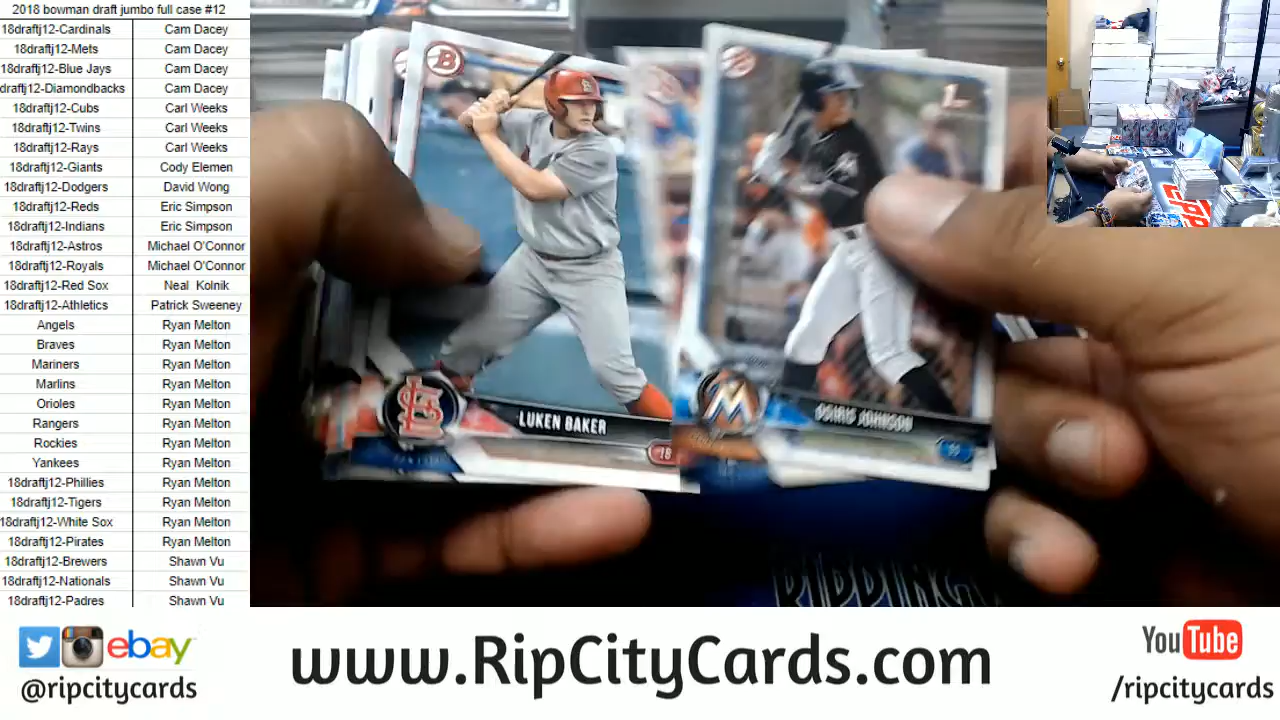 2018 bowman draft jumbo full case #12
18draftj12-Cardinals Cam Dacey
18draftj12-Mets Cam Dacey
18draftj12-Blue Jays Cam Dacey
draftj12-Diamondbacks Cam Dacey
18draftj12-Cubs Carl Weeks
18draftj12-Twins Carl Weeks
18draftj12-Rays Carl Weeks
18draftj12-Giants Cody Elemen
18draftj12-Dodgers David Wong
18draftj12-Reds Eric Simpson
18draftj12-Indians Eric Simpson
18draftj12-Astros Michael O'Connor
18draftj12-Royals Michael O'Connor
18draftj12-Red Sox Neal Kolnik
18draftj12-Athletics Patrick Sweeney
Angels Ryan Melton
Braves Ryan Melton
Mariners Ryan Melton
Marlins Ryan Melton
Orioles Ryan Melton
Rangers Ryan Melton
Rockies Ryan Melton
Yankees Ryan Melton
18draftj12-Phillies Ryan Melton
18draftj12-Tigers Ryan Melton
18draftj12-White Sox Ryan Melton
18draftj12-Pirates Ryan Melton
18draftj12-Brewers Shawn Vu
18draftj12-Nationals Shawn Vu
18draftj12-Padres Shawn Vu
B
LUKEN BAKER
1B
M
OSIRIS JOHNSON
RIPPING
ebay
@ripcitycards
www.RipCityCards.com
YouTube
/ripcitycards